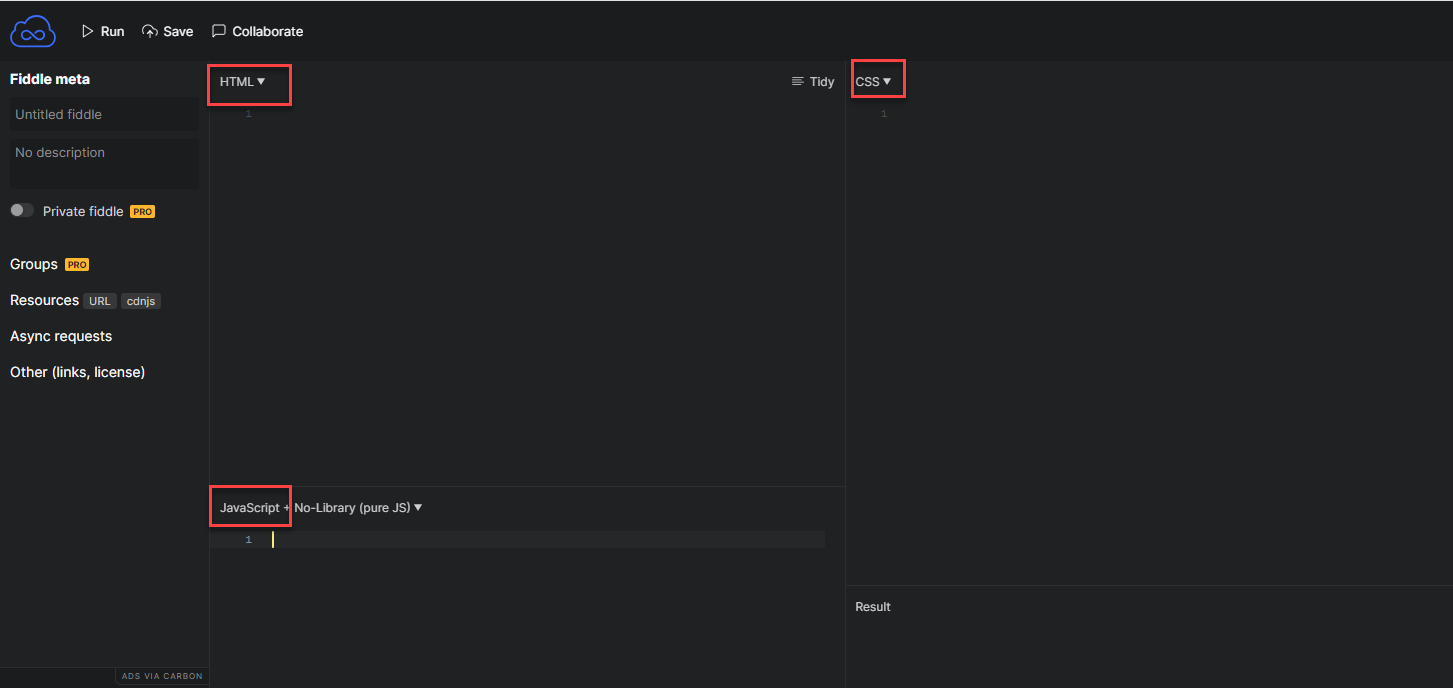 Run Save Collaborate
Fiddle meta
Untitled fiddle
No description
Private fiddle PRO
Groups PRO
Resources URL cdnjs
Async requests
Other (links, license)
ADS VIA CARBON
HTML ▼ Tidy
1
JavaScript + No-Library (pure JS) ▼
1
CSS ▼
1
Result